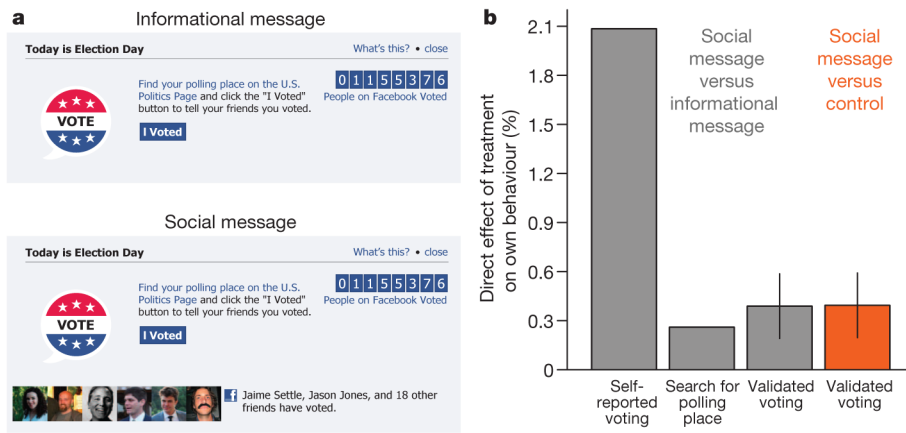 a
Informational message
Today is Election Day
What's this? • close
Find your polling place on the U.S.
Politics Page and click the "I Voted"
button to tell your friends you voted.
I Voted
VOTE
0 1 1 5 5 3 7 6
People on Facebook Voted
Social message
Today is Election Day
What's this? • close
Find your polling place on the U.S.
Politics Page and click the "I Voted"
button to tell your friends you voted.
I Voted
VOTE
0 1 1 5 5 3 7 6
People on Facebook Voted
f
Jaime Settle, Jason Jones, and 18 other
friends have voted.
b
Direct effect of treatment
on own behaviour (%)
2.1
1.8
1.5
1.2
0.9
0.6
0.3
0
Social
message
versus
informational
message
Social
message
versus
control
Self-
reported
voting
Search for
polling
place
Validated
voting
Validated
voting